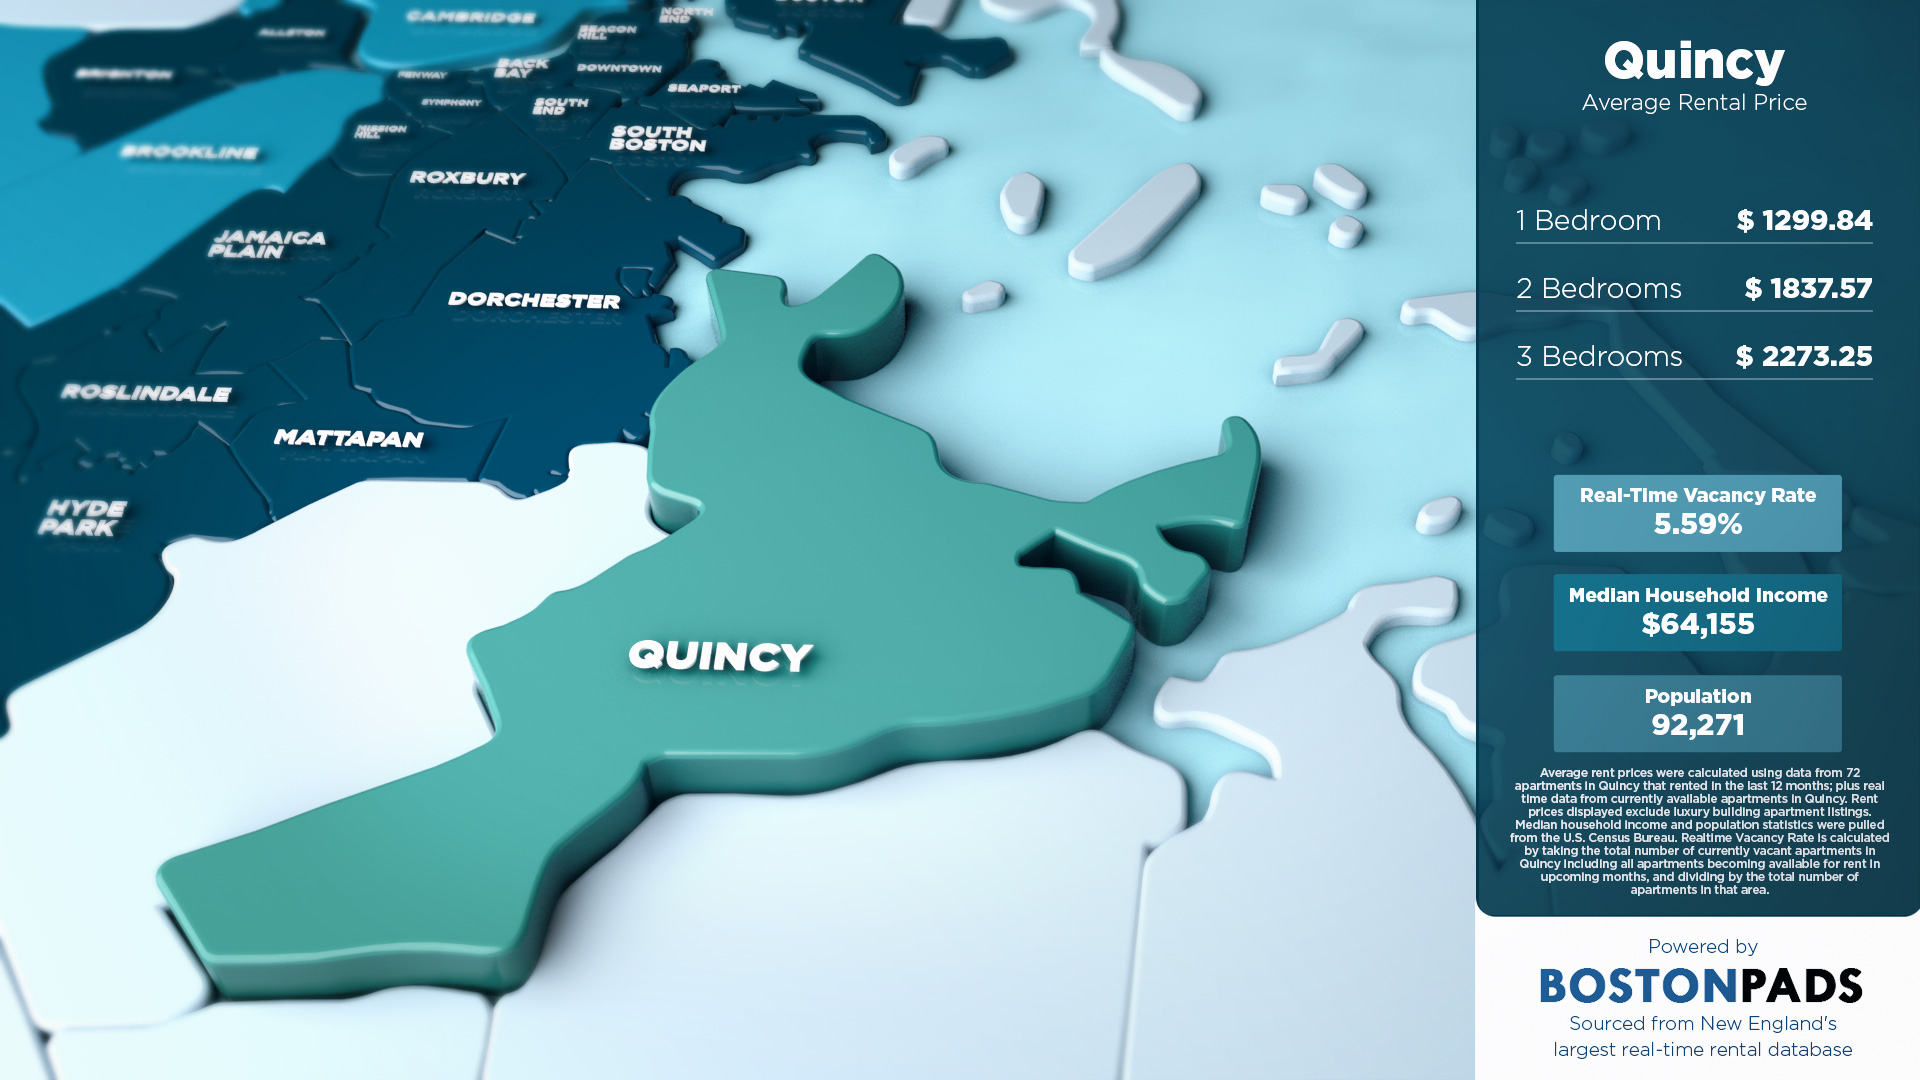 CAMBRIDGE
NORTH
END
BOSTON
ALLSTON
BEACON
HILL
BRIGHTON
FENWAY
BACK
BAY
DOWNTOWN
SEAPORT
SYMPHONY
SOUTH
END
MISSION
HILL
SOUTH
BOSTON
BROOKLINE
ROXBURY
JAMAICA
PLAIN
DORCHESTER
ROSLINDALE
MATTAPAN
HYDE
PARK
QUINCY
Quincy
Average Rental Price
1 Bedroom $ 1299.84
2 Bedrooms $ 1837.57
3 Bedrooms $ 2273.25
Real-Time Vacancy Rate
5.59%
Median Household Income
$64,155
Population
92,271
Average rent prices were calculated using data from 72
apartments in Quincy that rented in the last 12 months; plus real
time data from currently available apartments in Quincy. Rent
prices displayed exclude luxury building apartment listings.
Median household income and population statistics were pulled
from the U.S. Census Bureau. Realtime Vacancy Rate is calculated
by taking the total number of currently vacant apartments in
Quincy including all apartments becoming available for rent in
upcoming months, and dividing by the total number of
apartments in that area.
Powered by
BOSTONPADS
Sourced from New England's
largest real-time rental database